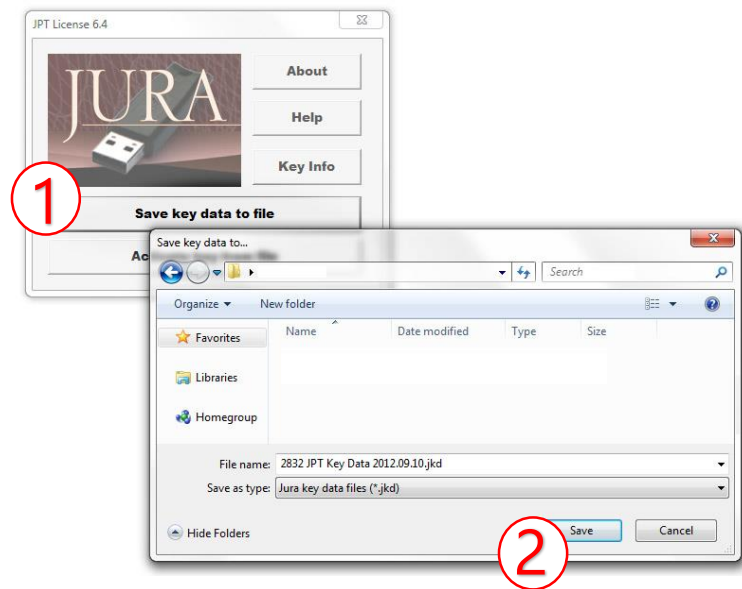 JPT License 6.4
JURA
About
Help
Key Info
1
Save key data to file
Save key data to...
Search
Organize
New folder
Favorites
Libraries
Homegroup
Name
Date modified
Type
Size
File name: 2832 JPT Key Data 2012.09.10.jkd
Save as type: Jura key data files (*.jkd)
Hide Folders
Save
Cancel
2